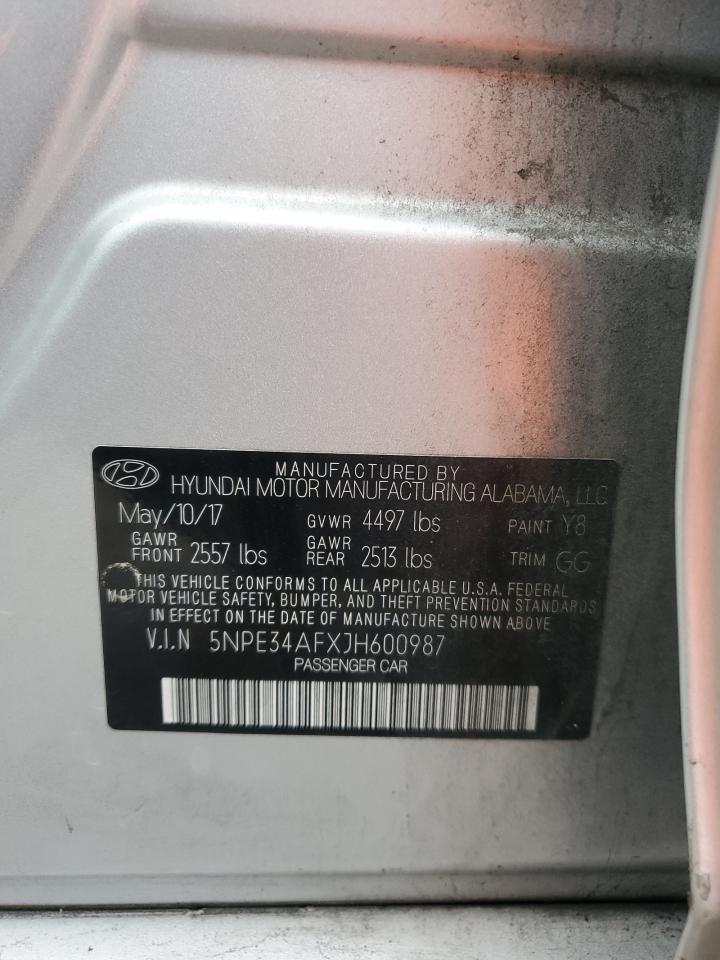 MANUFACTURED BY
HYUNDAI MOTOR MANUFACTURING ALABAMA, LLC
May/10/17 GVWR 4497 lbs PAINT Y8
GAWR FRONT 2557 lbs GAWR REAR 2513 lbs TRIM GG
THIS VEHICLE CONFORMS TO ALL APPLICABLE U.S.A. FEDERAL
MOTOR VEHICLE SAFETY, BUMPER, AND THEFT PREVENTION STANDARDS
IN EFFECT ON THE DATE OF MANUFACTURE SHOWN ABOVE
V.I.N 5NPE34AFXJH600987
PASSENGER CAR